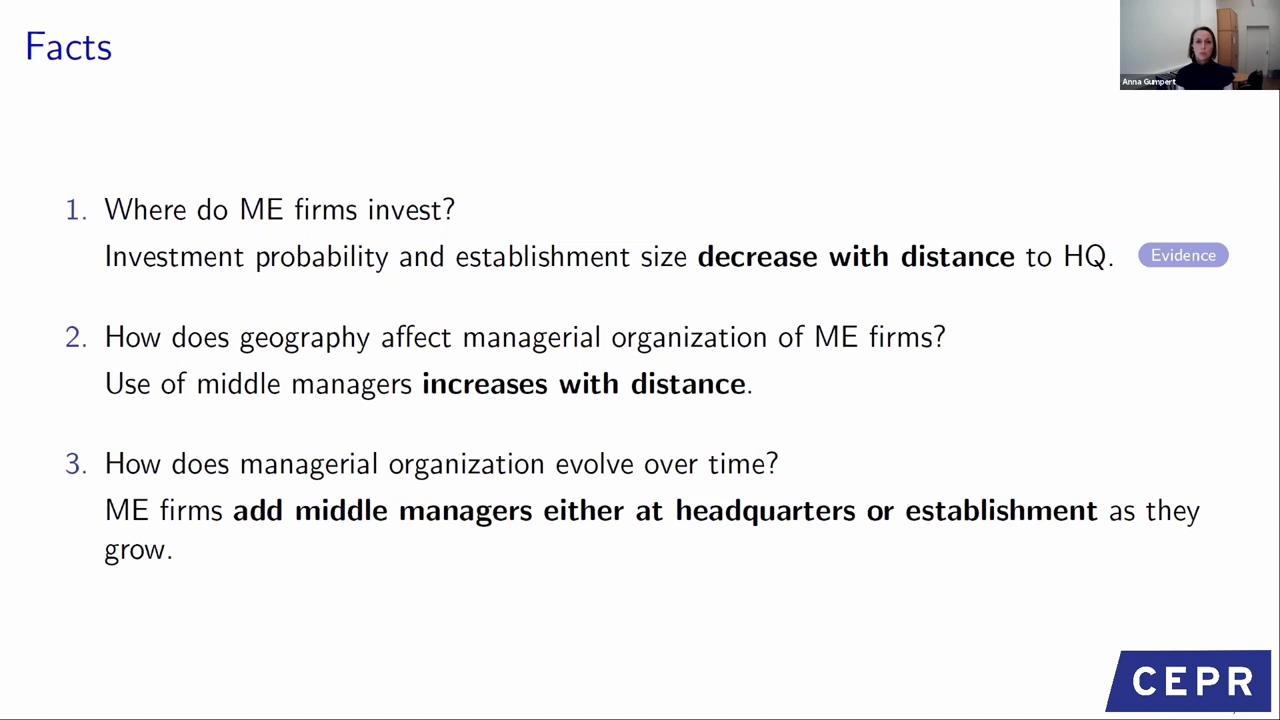 Facts
Anna Gumpert
1. Where do ME firms invest?
Investment probability and establishment size decrease with distance to HQ. Evidence
2. How does geography affect managerial organization of ME firms?
Use of middle managers increases with distance.
3. How does managerial organization evolve over time?
ME firms add middle managers either at headquarters or establishment as they
grow.
CEPR